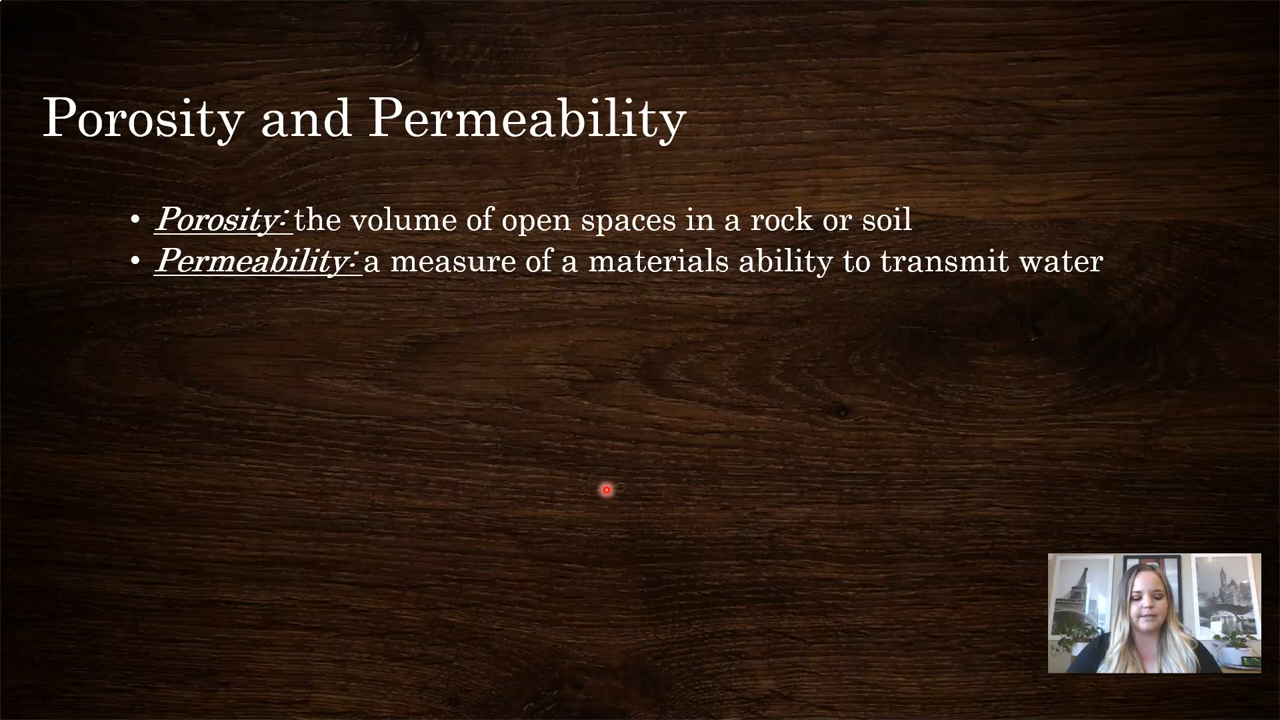 Porosity and Permeability
• Porosity: the volume of open spaces in a rock or soil
• Permeability: a measure of a materials ability to transmit water